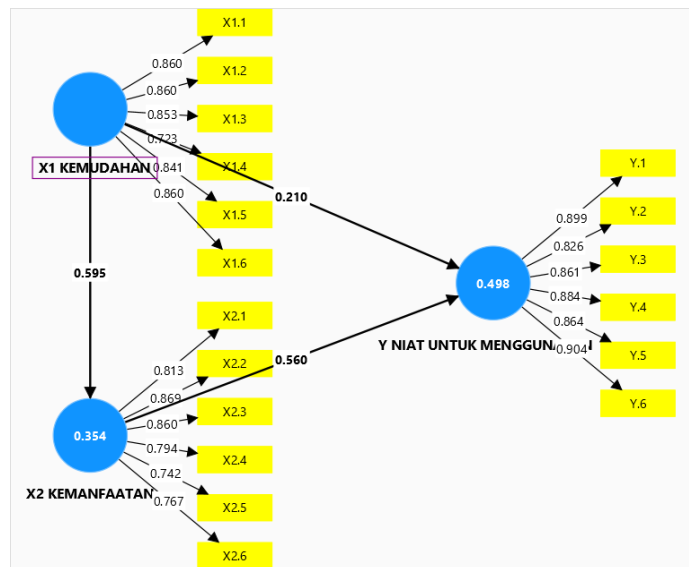 X1.1
0.860
X1.2
0.860
X1.3
0.853
0.723
X1 KEMUDAHAN
0.841
X1.4
0.860
X1.5
0.210
X1.6
0.595
X2.1
0.813
X2.2
0.560
0.869
X2.3
0.860
0.354
0.794
X2.4
0.742
X2 KEMANFAATAN
0.767
X2.5
X2.6
Y.1
0.899
Y.2
0.826
Y.3
0.861
0.498
0.884
Y.4
0.864
Y NIAT UNTUK
0.904
Y.5
Y.6